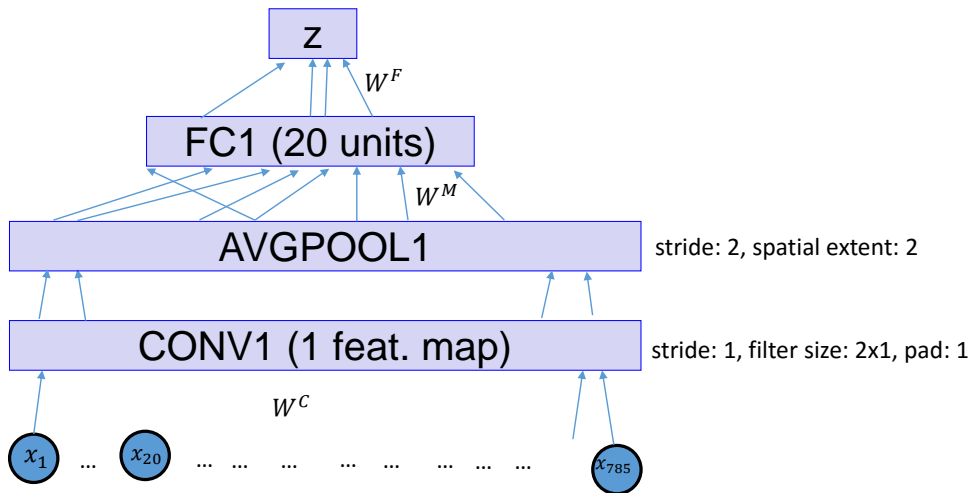 z
W^F
FC1 (20 units)
W^M
AVGPOOL1
stride: 2, spatial extent: 2
CONV1 (1 feat. map)
stride: 1, filter size: 2x1, pad: 1
W^C
x_1 ... x_20 ... ... ... ... ... ... ... ... x_785